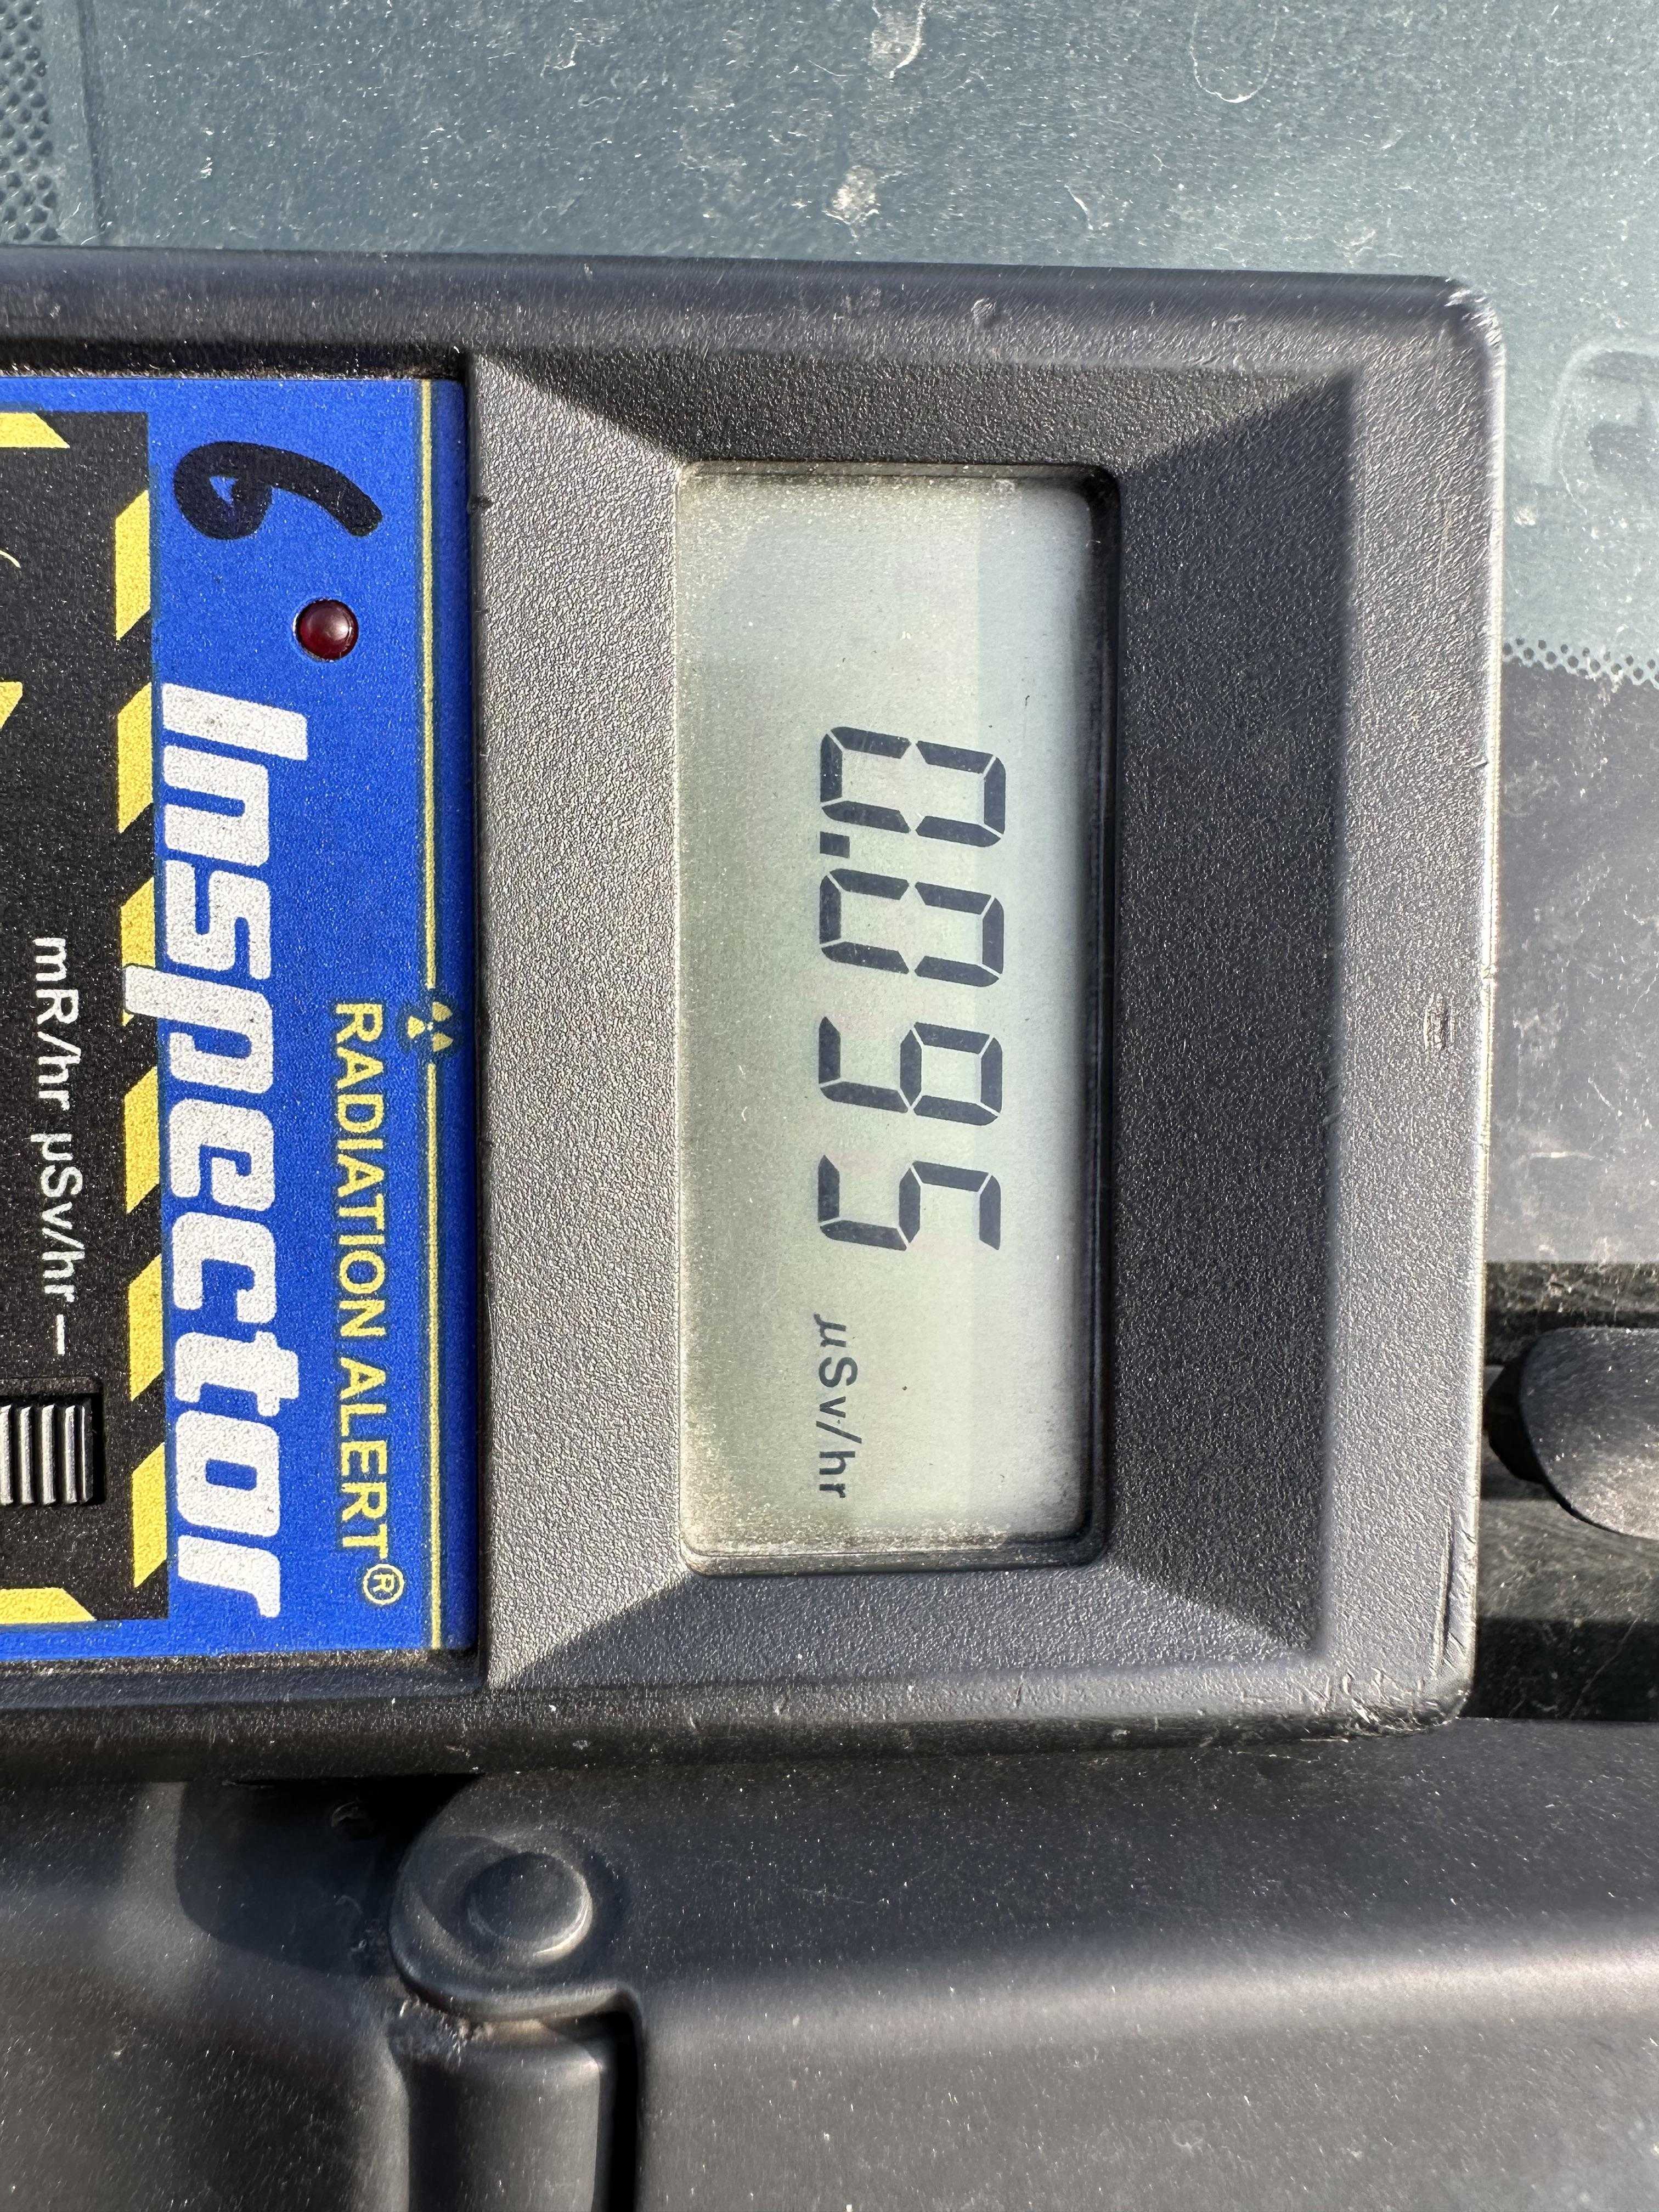 0.095 µSv/hr
6
RADIATION ALERT®
Inspector
mR/hr µSv/hr –